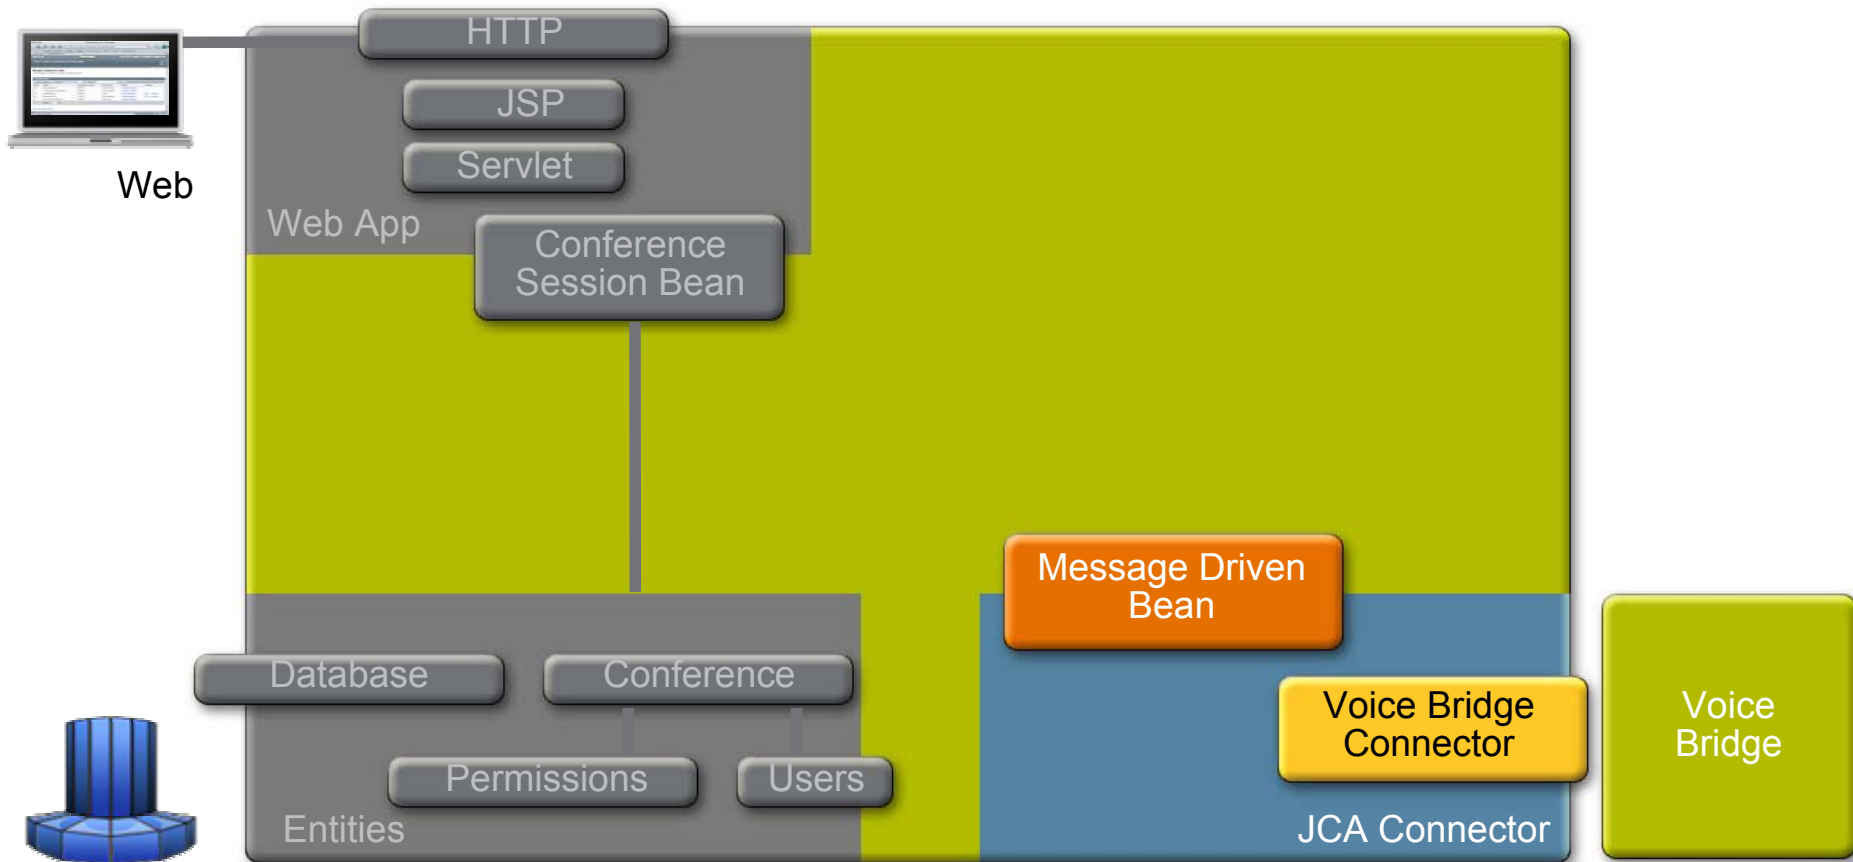 HTTP
JSP
Servlet
Web
Web App
Conference
Session Bean
Message Driven
Bean
Database
Conference
Voice Bridge
Connector
Voice
Bridge
Permissions
Users
Entities
JCA Connector